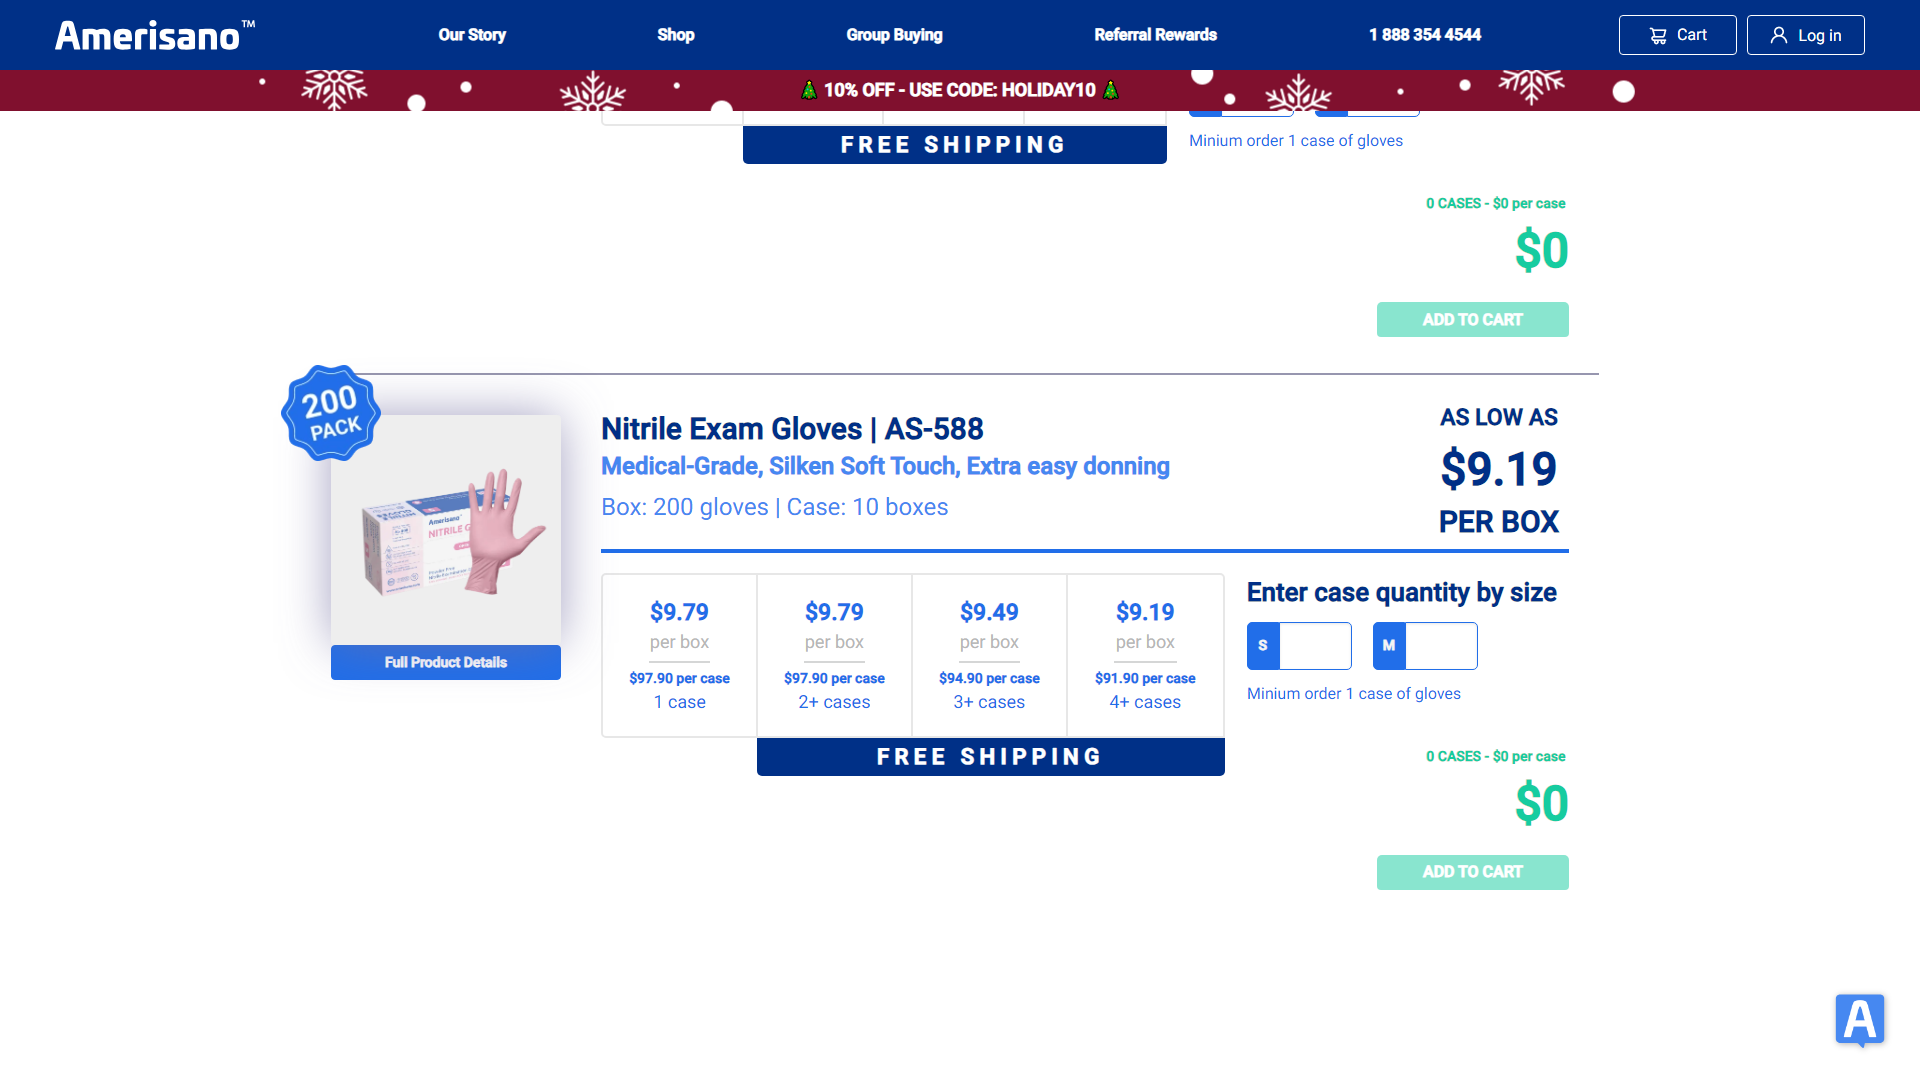 Amerisano™
Our Story
Shop
Group Buying
Referral Rewards
1 888 354 4544
Cart
Log in
10% OFF - USE CODE: HOLIDAY10
FREE SHIPPING
Minium order 1 case of gloves
0 CASES - $0 per case
$0
ADD TO CART
200
PACK
Amerisano
NITRILE G
Full Product Details
Nitrile Exam Gloves | AS-588
Medical-Grade, Silken Soft Touch, Extra easy donning
Box: 200 gloves | Case: 10 boxes
AS LOW AS
$9.19
PER BOX
$9.79
per box
$97.90 per case
1 case
$9.79
per box
$97.90 per case
2+ cases
$9.49
per box
$94.90 per case
3+ cases
$9.19
per box
$91.90 per case
4+ cases
FREE SHIPPING
Enter case quantity by size
S
M
Minium order 1 case of gloves
0 CASES - $0 per case
$0
ADD TO CART
A